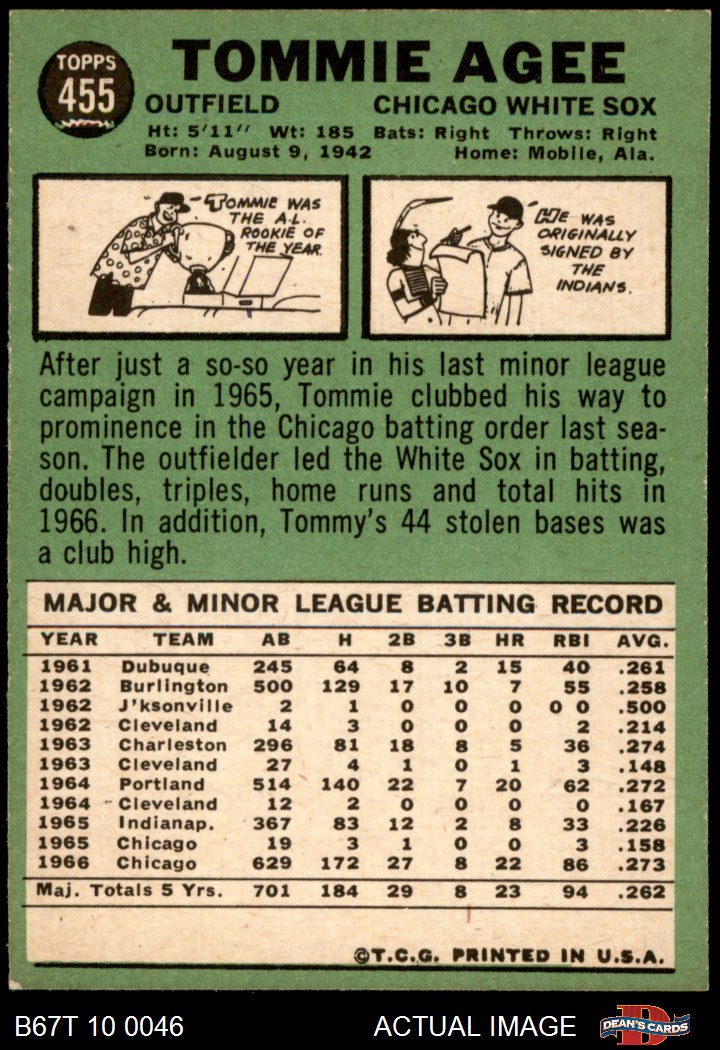 TOPPS
455
TOMMIE AGEE
OUTFIELD CHICAGO WHITE SOX
Ht: 5'11" Wt: 185 Bats: Right Throws: Right
Born: August 9, 1942 Home: Mobile, Ala.
TOMMIE WAS
THE A.L.
ROOKIE OF
THE YEAR.
HE WAS
ORIGINALLY
SIGNED BY
THE
INDIANS.
After just a so-so year in his last minor league
campaign in 1965, Tommie clubbed his way to
prominence in the Chicago batting order last sea-
son. The outfielder led the White Sox in batting,
doubles, triples, home runs and total hits in
1966. In addition, Tommy's 44 stolen bases was
a club high.
MAJOR & MINOR LEAGUE BATTING RECORD
YEAR TEAM AB H 2B 3B HR RBI AVG.
1961 Dubuque 245 64 8 2 15 40 .261
1962 Burlington 500 129 17 10 7 55 .258
1962 J'ksonville 2 1 0 0 0 0 0 .500
1962 Cleveland 14 3 0 0 0 2 .214
1963 Charleston 296 81 18 8 5 36 .274
1963 Cleveland 27 4 1 0 1 3 .148
1964 Portland 514 140 22 7 20 62 .272
1964 Cleveland 12 2 0 0 0 0 .167
1965 Indianap. 367 83 12 2 8 33 .226
1965 Chicago 19 3 1 0 0 3 .158
1966 Chicago 629 172 27 8 22 86 .273
Maj. Totals 5 Yrs. 701 184 29 8 23 94 .262
©T.C.G. PRINTED IN U.S.A.
B67T 10 0046 ACTUAL IMAGE D DEAN'S CARDS